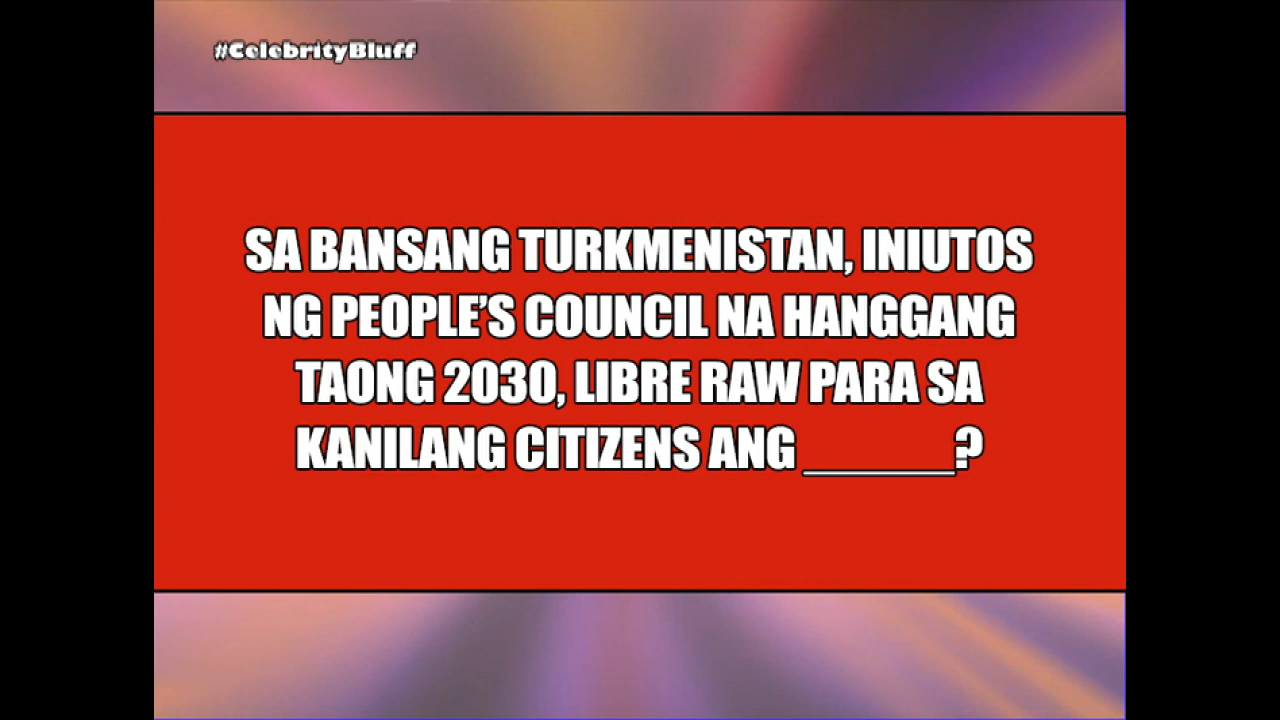 #CelebrityBluff
SA BANSANG TURKMENISTAN, INIUTOS
NG PEOPLE'S COUNCIL NA HANGGANG
TAONG 2030, LIBRE RAW PARA SA
KANILANG CITIZENS ANG ______?